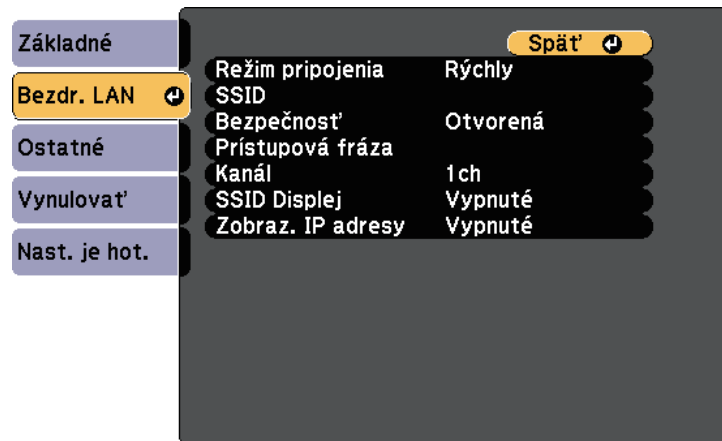 Základné
Bezdr. LAN
Ostatné
Vynulovať
Nast. je hot.
Späť
Režim pripojenia Rýchly
SSID
Bezpečnosť Otvorená
Prístupová fráza
Kanál 1ch
SSID Displej Vypnuté
Zobraz. IP adresy Vypnuté